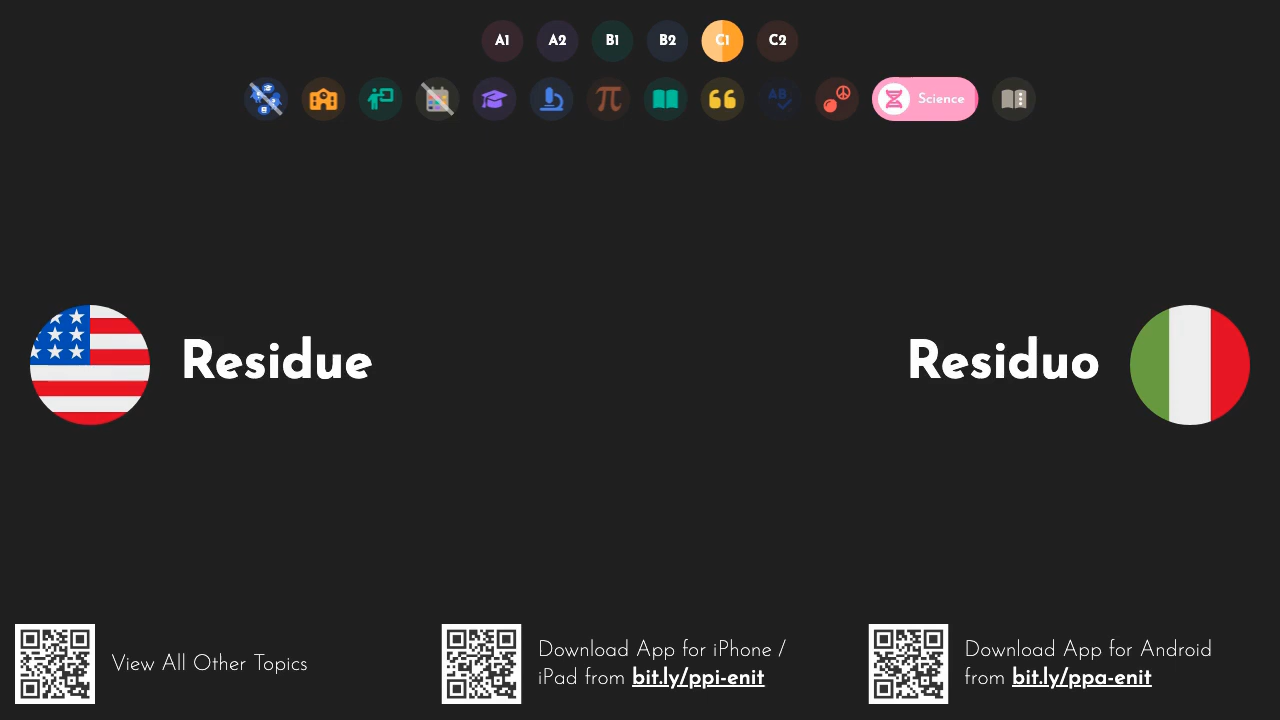 A1 A2 B1 B2 C1 C2
Science
Residue
Residuo
View All Other Topics
Download App for iPhone /
iPad from bit.ly/ppi-enit
Download App for Android
from bit.ly/ppa-enit